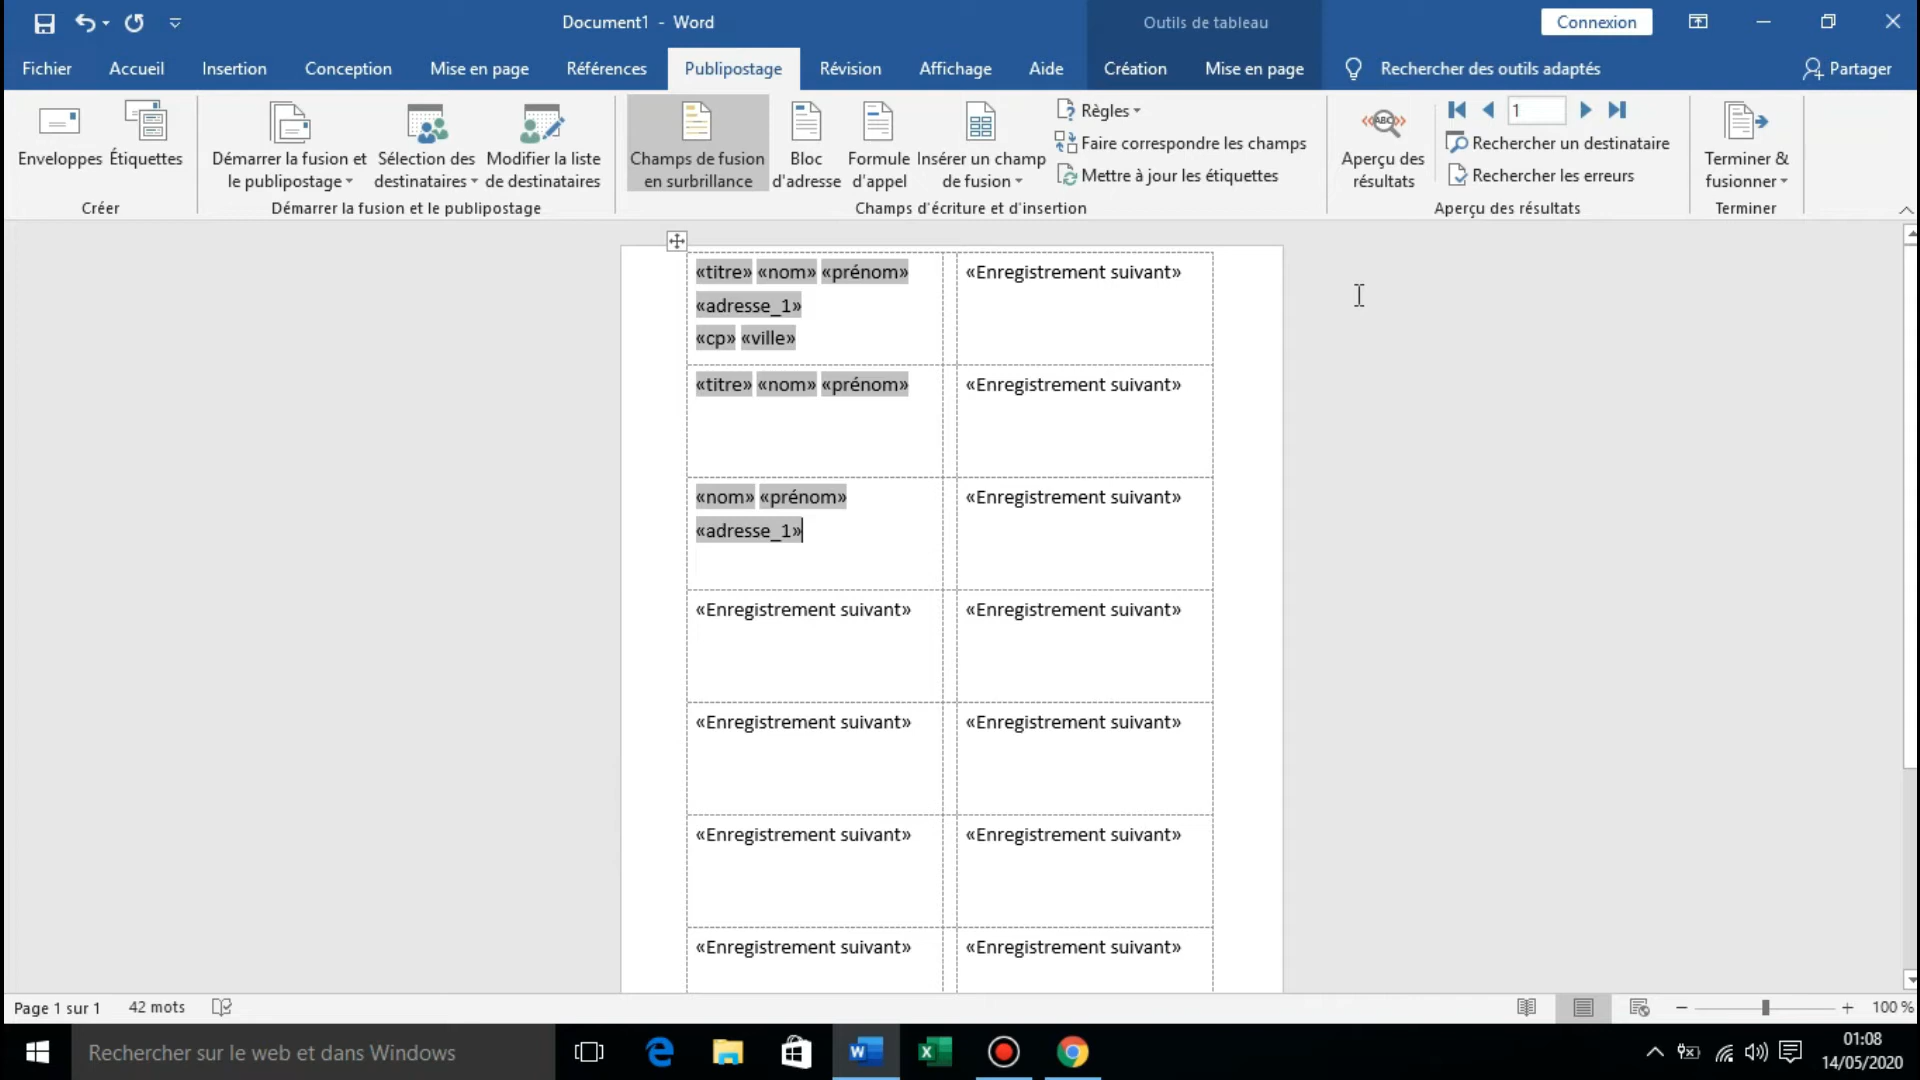 Document1 - Word
Outils de tableau
Connexion
Fichier
Accueil
Insertion
Conception
Mise en page
Références
Publipostage
Révision
Affichage
Aide
Création
Mise en page
Rechercher des outils adaptés
Partager
Enveloppes
Étiquettes
Démarrer la fusion et
le publipostage
Sélection des
destinataires
Modifier la liste
de destinataires
Champs de fusion
en surbrillance
Bloc
d'adresse
Formule
d'appel
Insérer un champ
de fusion
Règles
Faire correspondre les champs
Mettre à jour les étiquettes
ABC
Aperçu des
résultats
1
Rechercher un destinataire
Rechercher les erreurs
Terminer &
fusionner
Créer
Démarrer la fusion et le publipostage
Champs d'écriture et d'insertion
Aperçu des résultats
Terminer
«titre» «nom» «prénom»
«adresse_1»
«cp» «ville»
«Enregistrement suivant»
«titre» «nom» «prénom»
«Enregistrement suivant»
«nom» «prénom»
«adresse_1»
«Enregistrement suivant»
«Enregistrement suivant»
«Enregistrement suivant»
«Enregistrement suivant»
«Enregistrement suivant»
«Enregistrement suivant»
«Enregistrement suivant»
«Enregistrement suivant»
«Enregistrement suivant»
Page 1 sur 1
42 mots
100 %
Rechercher sur le web et dans Windows
01:08
14/05/2020